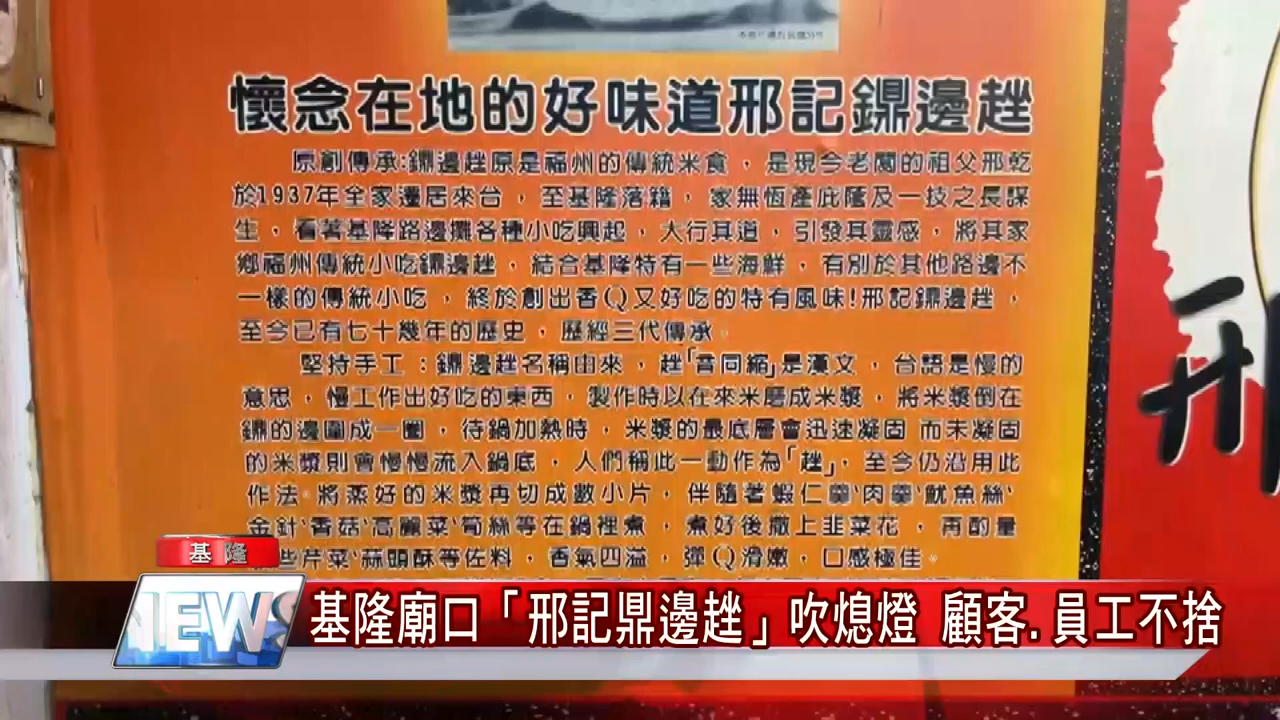 懷念在地的好味道邢記鼎邊趖
原創傳承:鼎邊趖原是福州的傳統米食，是現今老闆的祖父邢乾
於1937年全家遷居來台，至基隆落籍，家無恆產庇蔭及一技之長謀
生，看著基隆路邊攤各種小吃興起，大行其道，引發其靈感，將其家
鄉福州傳統小吃鼎邊趖，結合基隆特有一些海鮮，有別於其他路邊不
一樣的傳統小吃，終於創出香Q又好吃的特有風味!邢記鼎邊趖，
至今已有七十幾年的歷史，歷經三代傳承。
堅持手工：鼎邊趖名稱由來，趖「音同縮」是漢文，台語是慢的
意思，慢工作出好吃的東西，製作時以在來米磨成米漿，將米漿倒在
鼎的邊圍成一圈，待鍋加熱時，米漿的最底層會迅速凝固 而未凝固
的米漿則會慢慢流入鍋底，人們稱此一動作為「趖」，至今仍沿用此
作法。將蒸好的米漿再切成數小片，伴隨著蝦仁羹‵肉羹‵魷魚絲‵
金針‵香菇‵高麗菜‵筍絲等在鍋裡煮，煮好後撒上韭菜花，再酌量
些芹菜‵蒜頭酥等佐料，香氣四溢，彈Q滑嫩，口感極佳。
邢
基隆
NEWS
基隆廟口「邢記鼎邊趖」吹熄燈 顧客.員工不捨